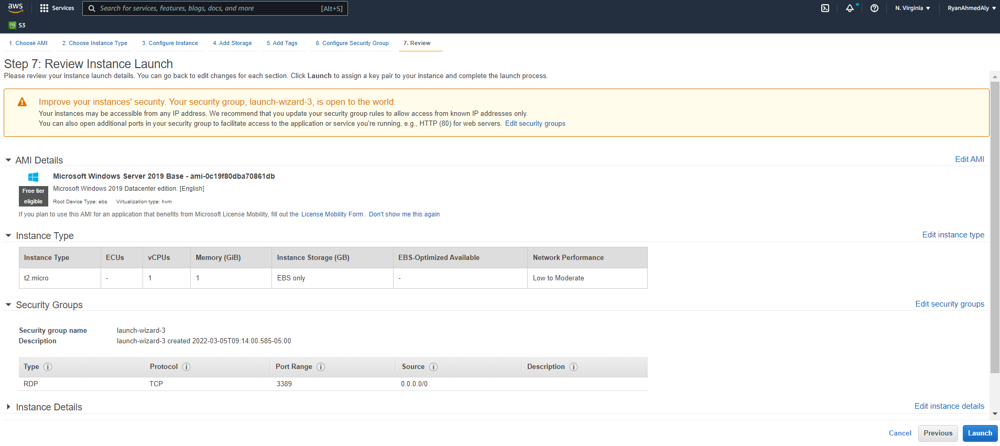 aws Services Search for services, features, blogs, docs, and more [Alt+S] N. Virginia RyanAhmedAly
S3
1. Choose AMI 2. Choose Instance Type 3. Configure Instance 4. Add Storage 5. Add Tags 6. Configure Security Group 7. Review
Step 7: Review Instance Launch
Please review your instance launch details. You can go back to edit changes for each section. Click Launch to assign a key pair to your instance and complete the launch process.
Improve your instances' security. Your security group, launch-wizard-3, is open to the world.
Your instances may be accessible from any IP address. We recommend that you update your security group rules to allow access from known IP addresses only.
You can also open additional ports in your security group to facilitate access to the application or service you're running, e.g., HTTP (80) for web servers. Edit security groups
AMI Details Edit AMI
Microsoft Windows Server 2019 Base - ami-0c19f80dba70861db
Free tier
eligible
Microsoft Windows 2019 Datacenter edition. [English]
Root Device Type: ebs Virtualization type: hvm
If you plan to use this AMI for an application that benefits from Microsoft License Mobility, fill out the License Mobility Form. Don't show me this again
Instance Type Edit instance type
Instance Type ECUs vCPUs Memory (GiB) Instance Storage (GB) EBS-Optimized Available Network Performance
t2.micro - 1 1 EBS only - Low to Moderate
Security Groups Edit security groups
Security group name launch-wizard-3
Description launch-wizard-3 created 2022-03-05T09:14:00.585-05:00
Type Protocol Port Range Source Description
RDP TCP 3389 0.0.0.0/0
Instance Details Edit instance details
Cancel Previous Launch